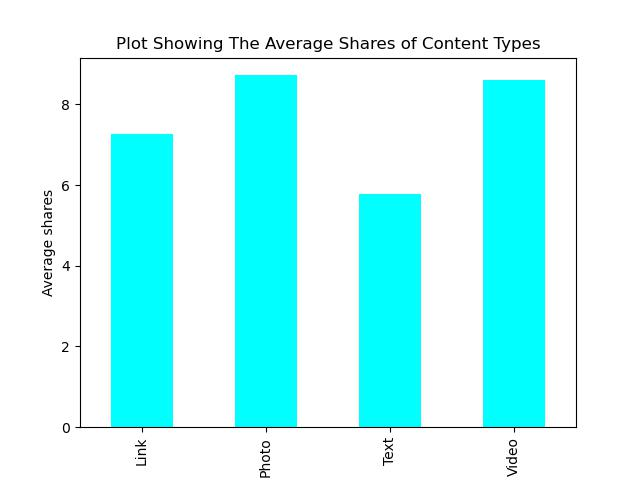 Plot Showing The Average Shares of Content Types
Average shares
8
6
4
2
0
Link
Photo
Text
Video